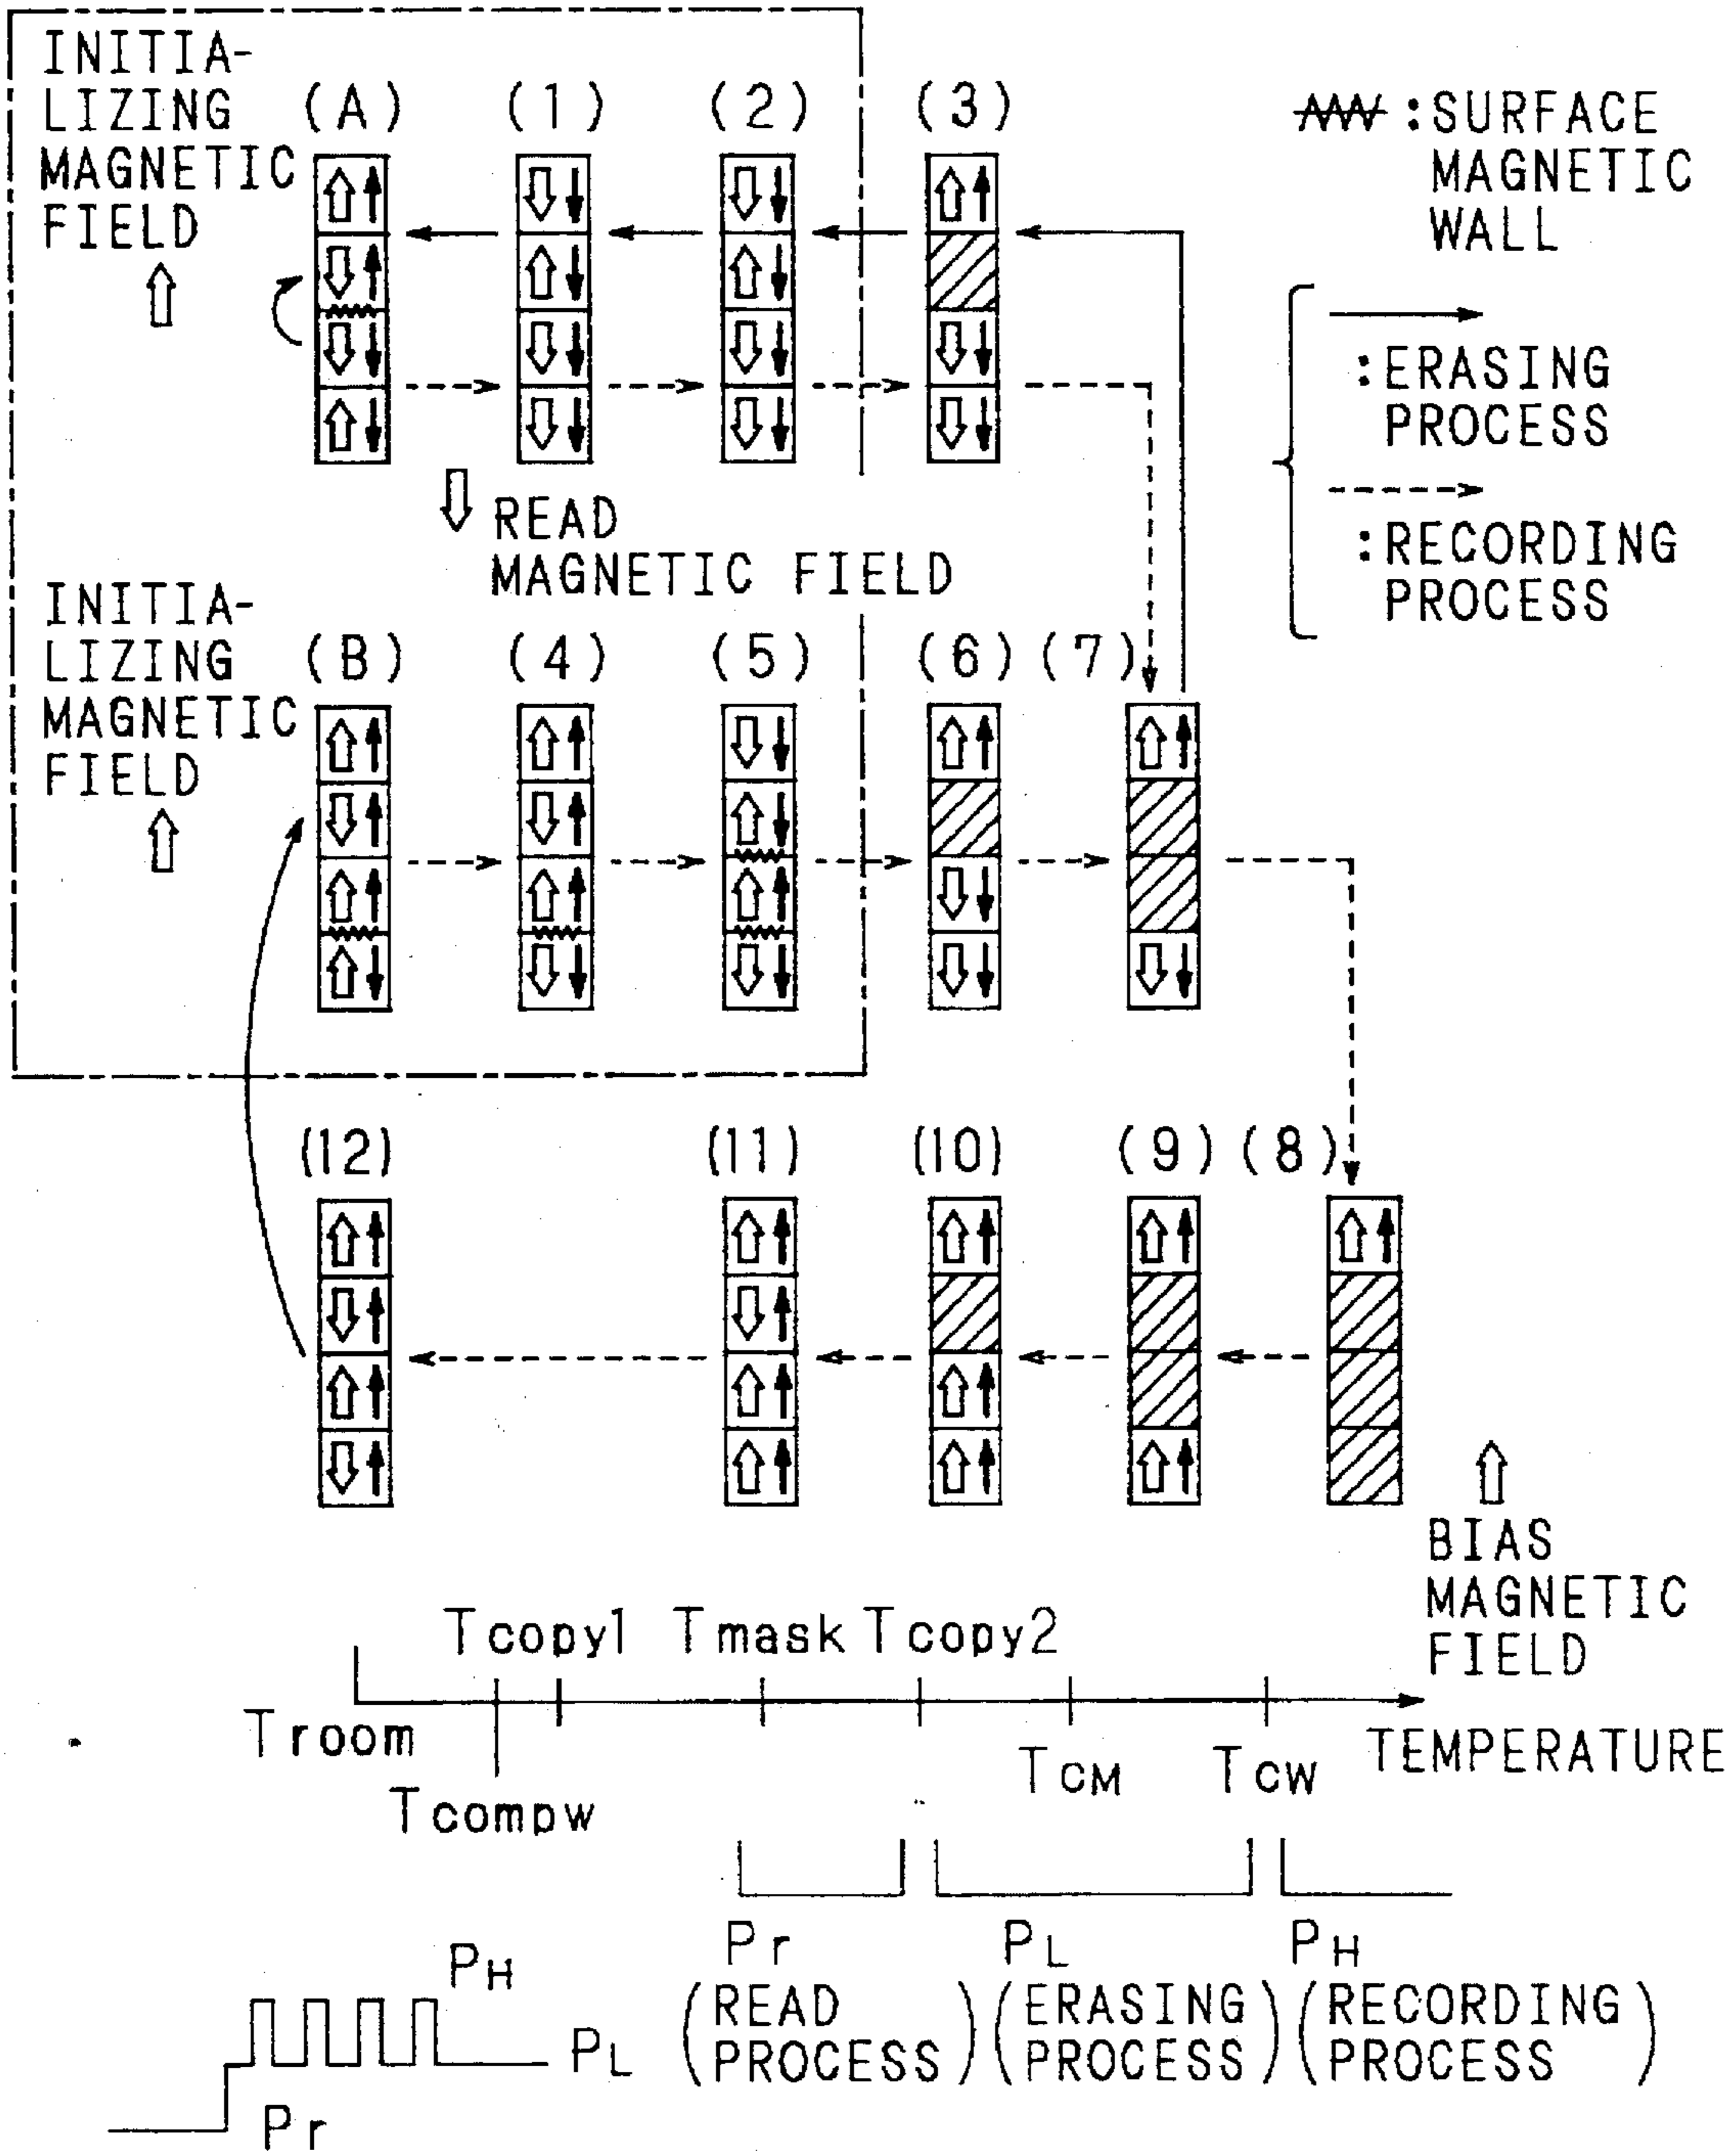 INITIA-
LIZING
MAGNETIC
FIELD
(A)
(1)
(2)
(3)
:SURFACE
MAGNETIC
WALL
:ERASING
PROCESS
:RECORDING
PROCESS
READ
MAGNETIC FIELD
INITIA-
LIZING
MAGNETIC
FIELD
(B)
(4)
(5)
(6)
(7)
(12)
(11)
(10)
(9)
(8)
BIAS
MAGNETIC
FIELD
Tcopy1 Tmask Tcopy2
Troom
Tcompw
TCM
TCW
TEMPERATURE
Pr
(READ
PROCESS)
PL
(ERASING
PROCESS)
PH
(RECORDING
PROCESS)
PH
PL
Pr